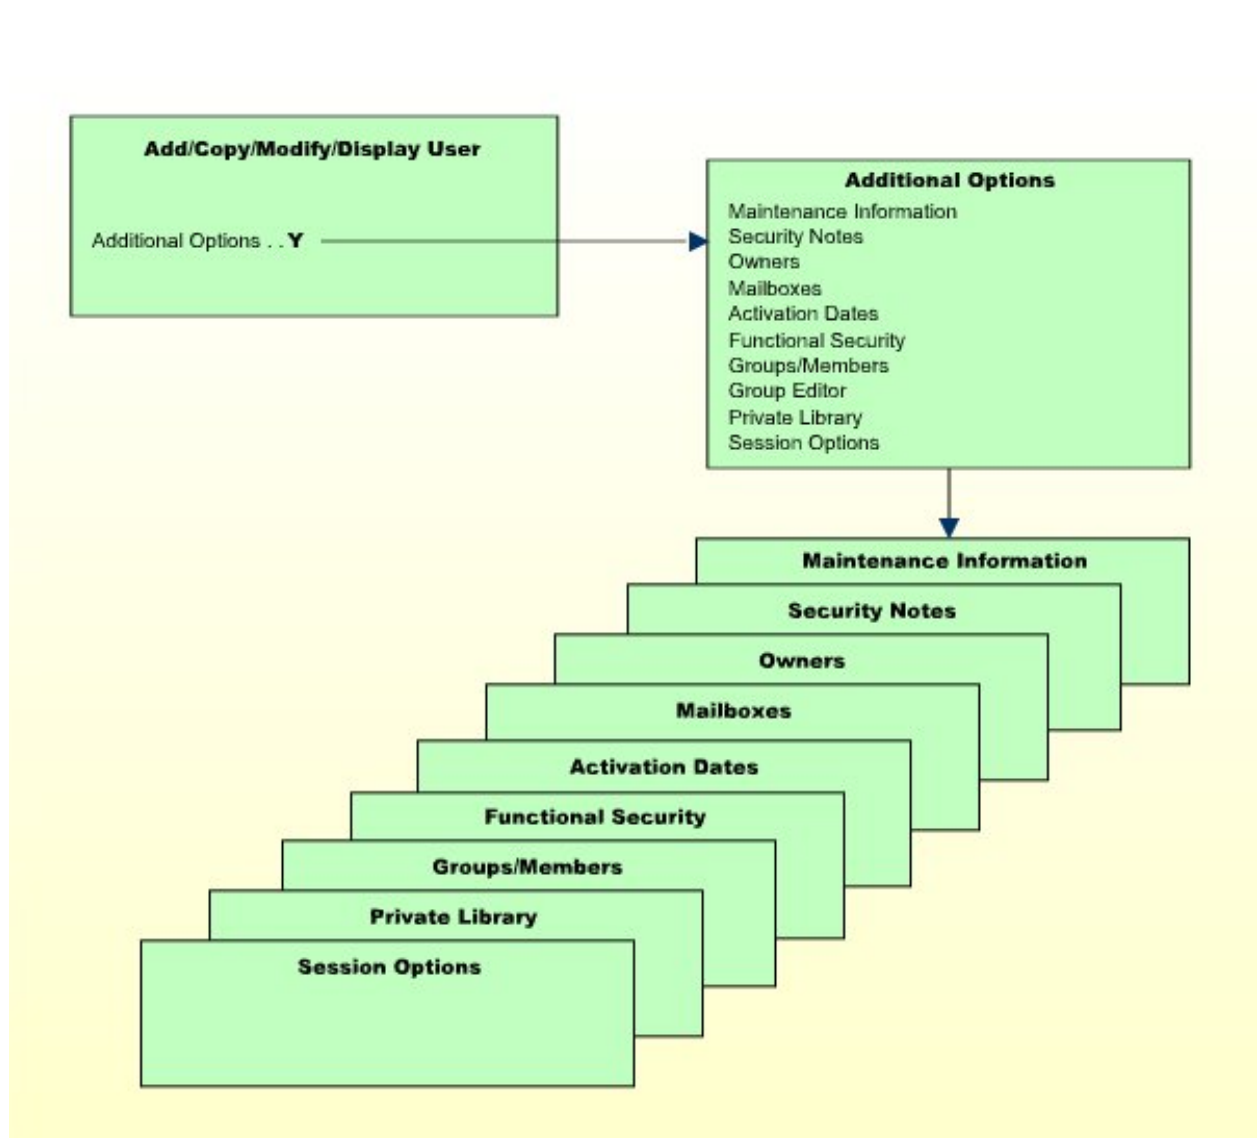 Add/Copy/Modify/Display User
Additional Options . . Y
Additional Options
Maintenance Information
Security Notes
Owners
Mailboxes
Activation Dates
Functional Security
Groups/Members
Group Editor
Private Library
Session Options
Maintenance Information
Security Notes
Owners
Mailboxes
Activation Dates
Functional Security
Groups/Members
Private Library
Session Options